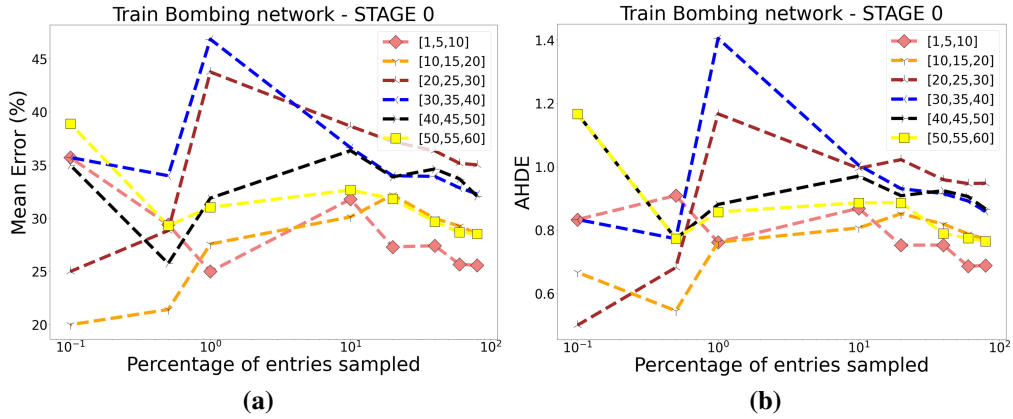 Train Bombing network - STAGE 0
Mean Error (%)
45
40
35
30
25
20
[1,5,10]
[10,15,20]
[20,25,30]
[30,35,40]
[40,45,50]
[50,55,60]
10⁻¹ 10⁰ 10¹ 10²
Percentage of entries sampled
(a)
Train Bombing network - STAGE 0
AHDE
1.4
1.2
1.0
0.8
0.6
[1,5,10]
[10,15,20]
[20,25,30]
[30,35,40]
[40,45,50]
[50,55,60]
10⁻¹ 10⁰ 10¹ 10²
Percentage of entries sampled
(b)